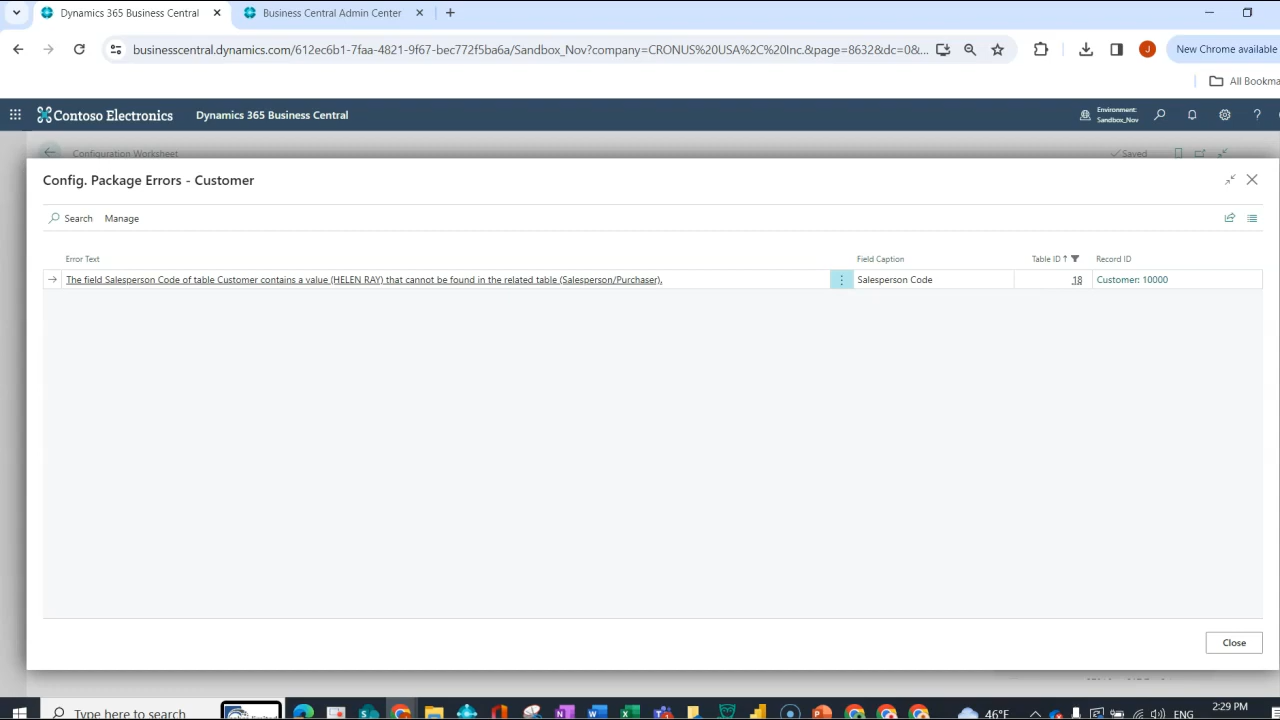 Dynamics 365 Business Central
Business Central Admin Center
businesscentral.dynamics.com/612ec6b1-7faa-4821-9f67-bec772f5ba6a/Sandbox_Nov?company=CRONUS%20USA%2C%20Inc.&page=8632&dc=0&...
New Chrome available
All Bookma
Contoso Electronics
Dynamics 365 Business Central
Environment:
Sandbox_Nov
Configuration Worksheet
Saved
Config. Package Errors - Customer
Search
Manage
Error Text
Field Caption
Table ID ↑
Record ID
The field Salesperson Code of table Customer contains a value (HELEN RAY) that cannot be found in the related table (Salesperson/Purchaser).
Salesperson Code
18
Customer: 10000
Close
Type here to search
46°F
ENG
2:29 PM